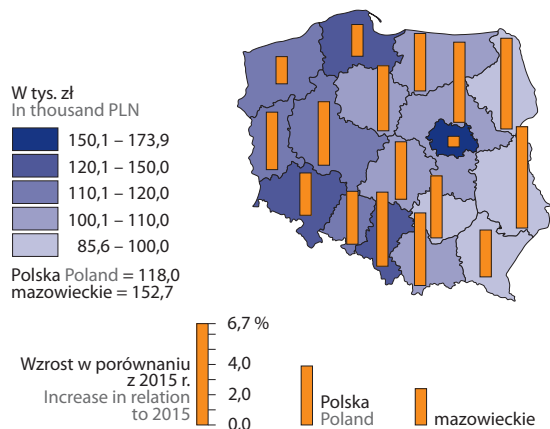 W tys. zł
In thousand PLN
150,1 – 173,9
120,1 – 150,0
110,1 – 120,0
100,1 – 110,0
85,6 – 100,0
Polska Poland = 118,0
mazowieckie = 152,7
Wzrost w porównaniu
z 2015 r.
Increase in relation
to 2015
6,7 %
4,0
2,0
0,0
Polska
Poland
mazowieckie